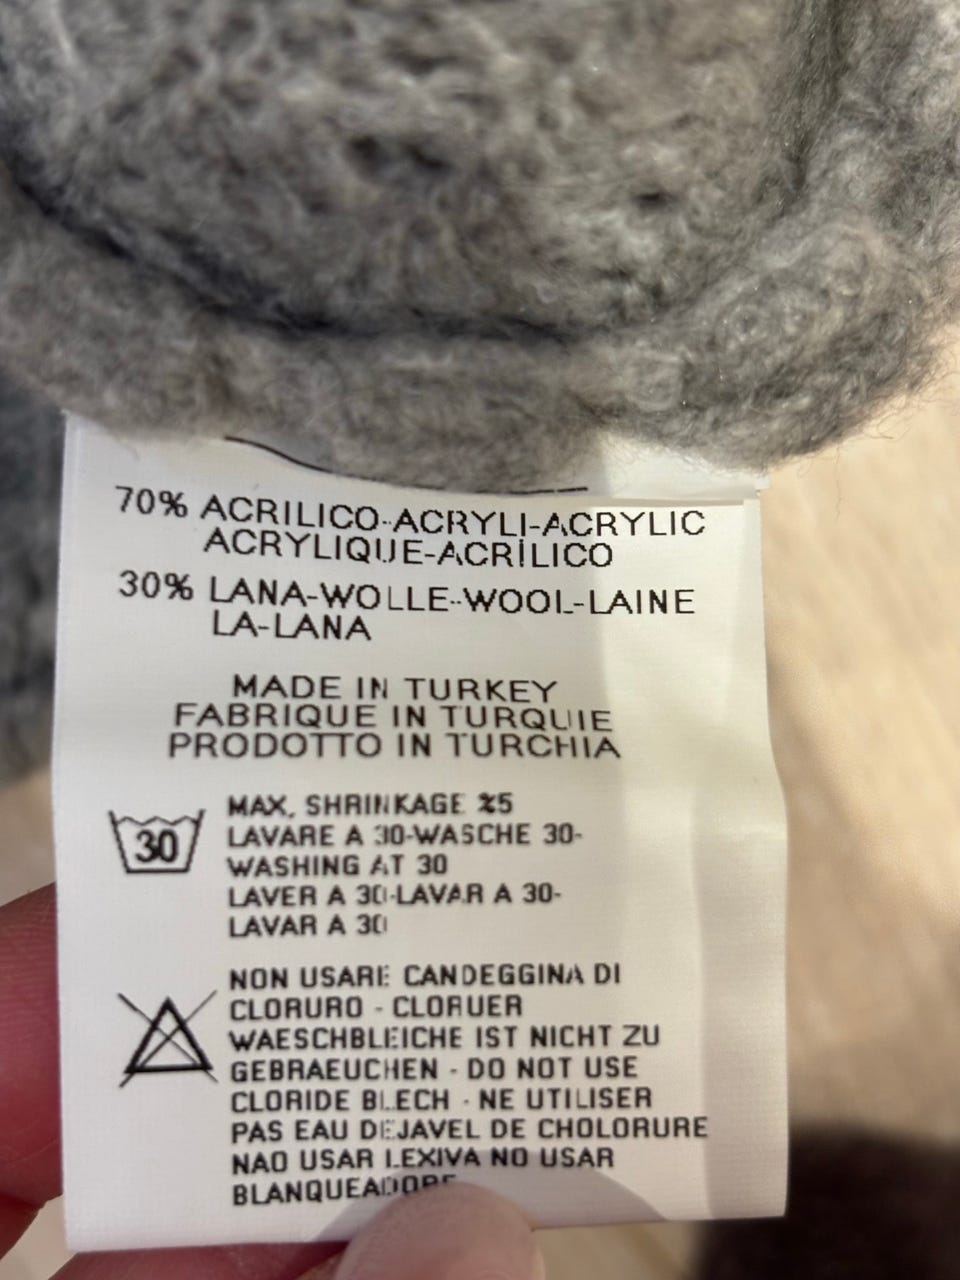 70% ACRILICO-ACRYLI-ACRYLIC
ACRYLIQUE-ACRİLICO
30% LANA-WOLLE-WOOL-LAINE
LA-LANA
MADE IN TURKEY
FABRIQUE IN TURQUIE
PRODOTTO IN TURCHIA
MAX, SHRINKAGE %5
30 LAVARE A 30-WASCHE 30-
WASHING AT 30
LAVER A 30-LAVAR A 30-
LAVAR A 30
NON USARE CANDEGGINA DI
CLORURO - CLORUER
WAESCHBLEICHE IST NICHT ZU
GEBRAEUCHEN - DO NOT USE
CLORIDE BLECH - NE UTILISER
PAS EAU DEJAVEL DE CHOLORURE
NAO USAR LEXIVA NO USAR
BLANQUEADORE